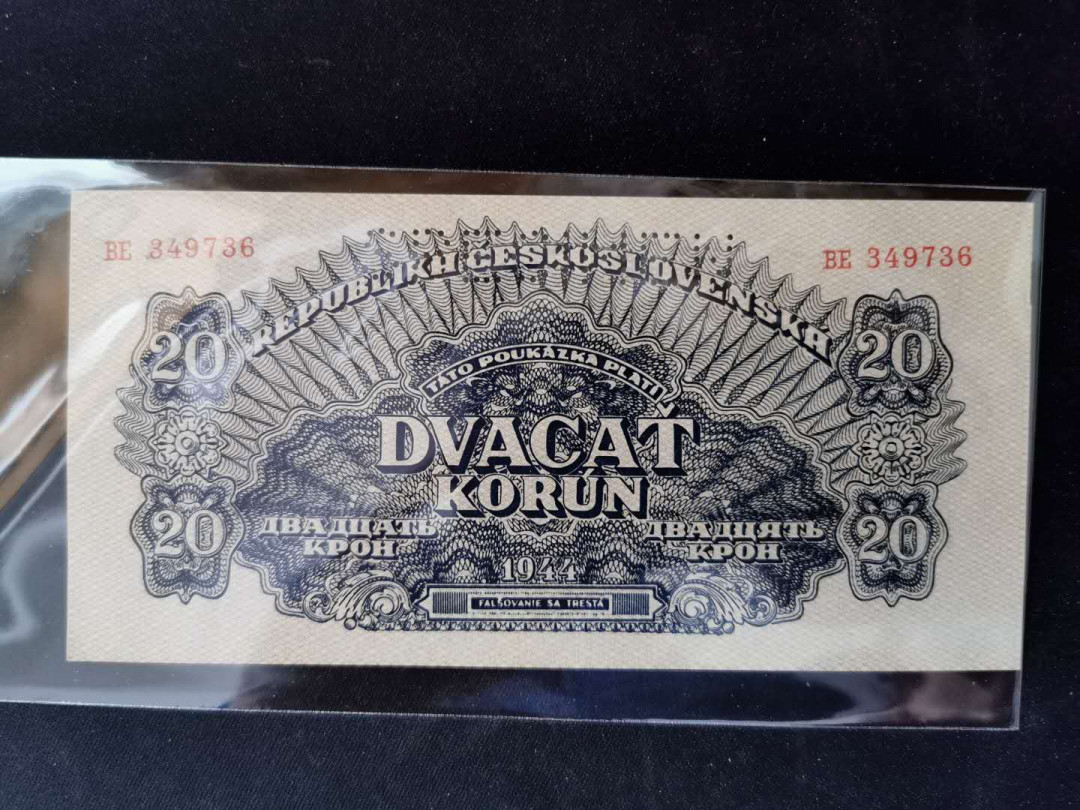 BE 349736
BE 349736
REPUBLIKA ČESKOSLOVENSKÁ
20
20
TÁTO POUKÁZKA PLATÍ
DVACAŤ
KORÚN
20
20
ДВАДЦАТЬ
КРОН
ДВАДЦЯТЬ
КРОН
1944
FALŠOVANIE SA TRESTÁ